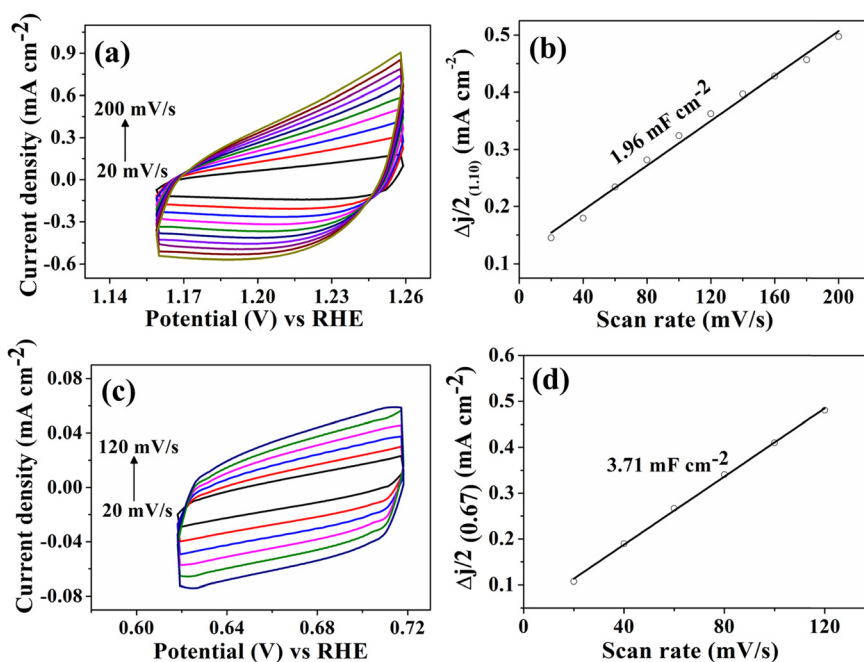 (a)
Current density (mA cm-2)
0.9
0.6
0.3
0.0
-0.3
-0.6
200 mV/s
20 mV/s
1.14 1.17 1.20 1.23 1.26
Potential (V) vs RHE
(b)
Δj/2(1.10) (mA cm-2)
0.5
0.4
0.3
0.2
0.1
1.96 mF cm-2
0 40 80 120 160 200
Scan rate (mV/s)
(c)
Current density (mA cm-2)
0.08
0.04
0.00
-0.04
-0.08
120 mV/s
20 mV/s
0.60 0.64 0.68 0.72
Potential (V) vs RHE
(d)
Δj/2 (0.67) (mA cm-2)
0.6
0.5
0.4
0.3
0.2
0.1
3.71 mF cm-2
0 40 80 120
Scan rate (mV/s)